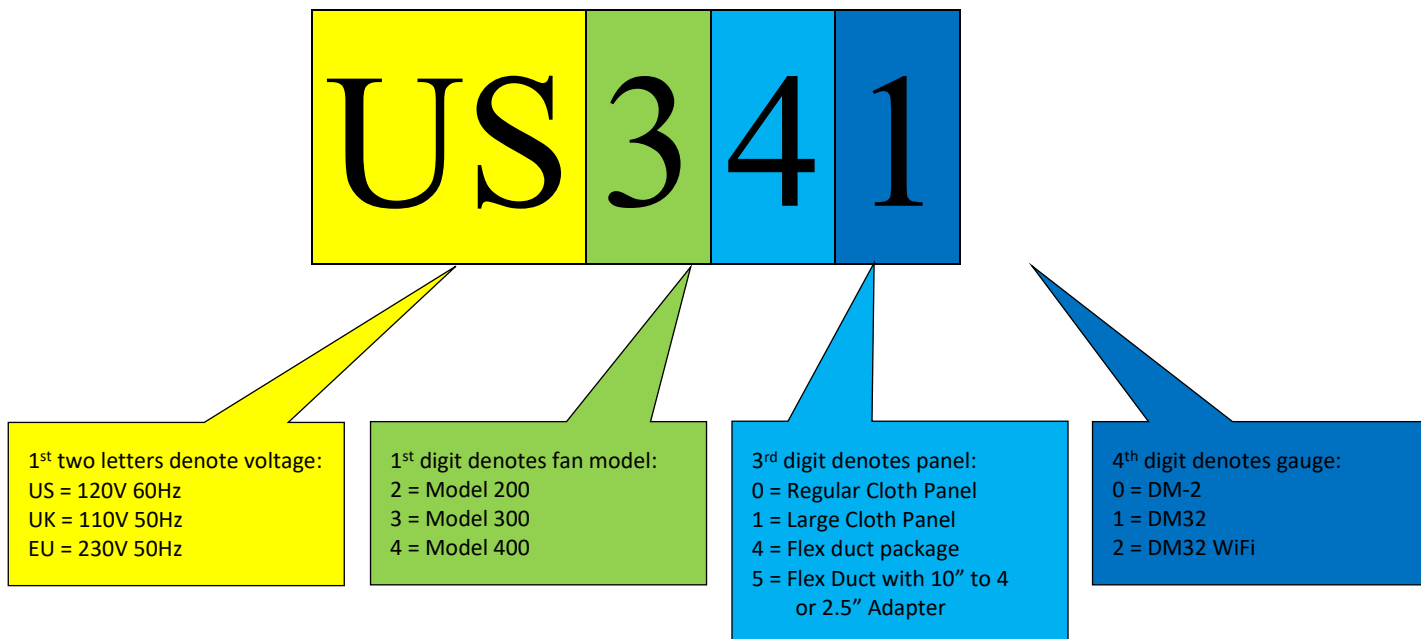 US341
1st two letters denote voltage:
US = 120V 60Hz
UK = 110V 50Hz
EU = 230V 50Hz
1st digit denotes fan model:
2 = Model 200
3 = Model 300
4 = Model 400
3rd digit denotes panel:
0 = Regular Cloth Panel
1 = Large Cloth Panel
4 = Flex duct package
5 = Flex Duct with 10” to 4
or 2.5” Adapter
4th digit denotes gauge:
0 = DM-2
1 = DM32
2 = DM32 WiFi